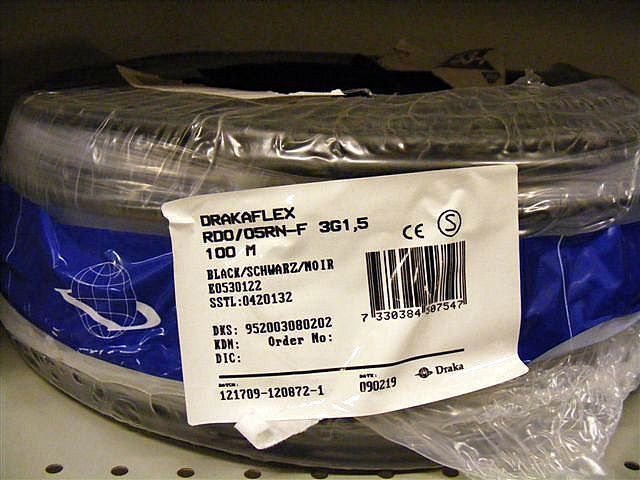 DRAKAFLEX
RDO/05RN-F 3G1,5
100 M
CE S
BLACK/SCHWARZ/NOIR
E0530122
SSTL:0420132
7 330384 507547
DKS: 952003080202
KDN: Order No:
DIC:
BATCH: DATE:
121709-120872-1 090219 Draka